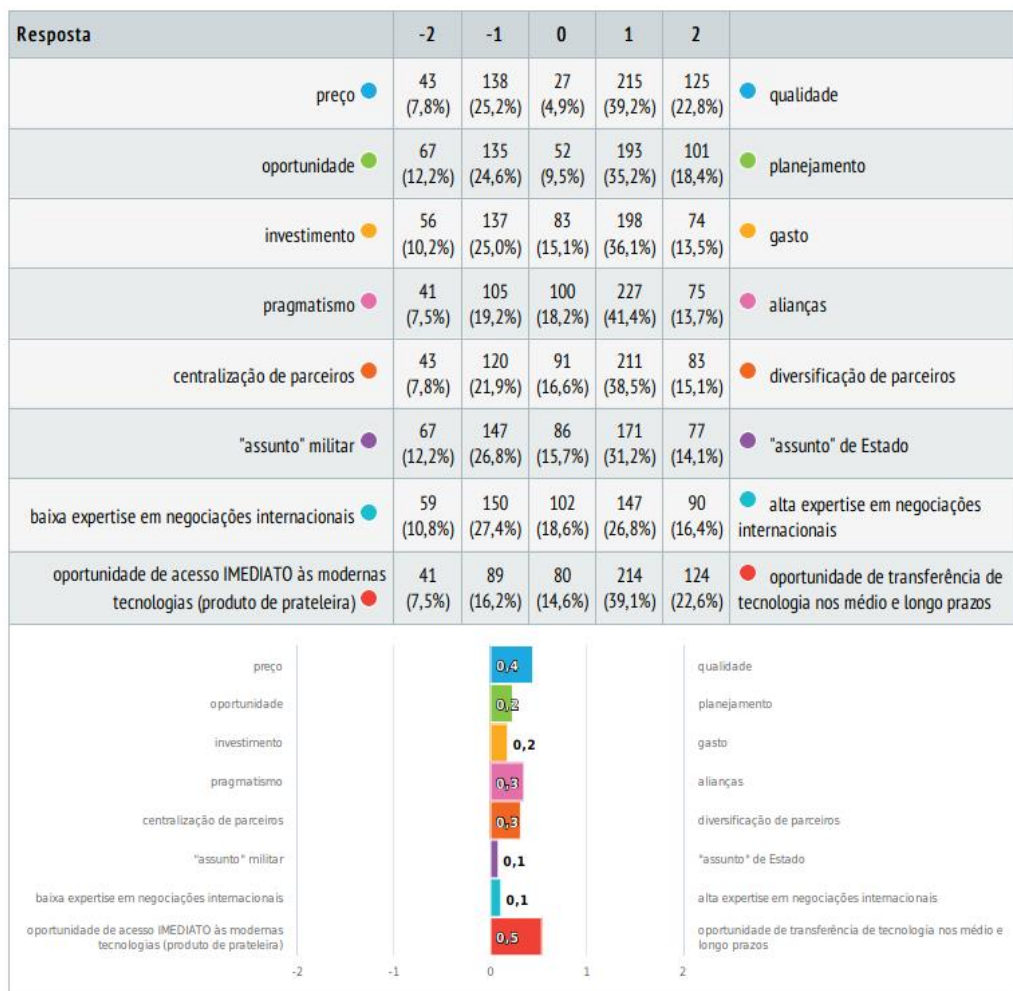 Resposta -2 -1 0 1 2
preço 43 138 27 215 125 qualidade
(7,8%) (25,2%) (4,9%) (39,2%) (22,8%)
oportunidade 67 135 52 193 101 planejamento
(12,2%) (24,6%) (9,5%) (35,2%) (18,4%)
investimento 56 137 83 198 74 gasto
(10,2%) (25,0%) (15,1%) (36,1%) (13,5%)
pragmatismo 41 105 100 227 75 alianças
(7,5%) (19,2%) (18,2%) (41,4%) (13,7%)
centralização de parceiros 43 120 91 211 83 diversificação de parceiros
(7,8%) (21,9%) (16,6%) (38,5%) (15,1%)
"assunto" militar 67 147 86 171 77 "assunto" de Estado
(12,2%) (26,8%) (15,7%) (31,2%) (14,1%)
baixa expertise em negociações internacionais 59 150 102 147 90 alta expertise em negociações
(10,8%) (27,4%) (18,6%) (26,8%) (16,4%) internacionais
oportunidade de acesso IMEDIATO às modernas 41 89 80 214 124 oportunidade de transferência de
tecnologias (produto de prateleira) (7,5%) (16,2%) (14,6%) (39,1%) (22,6%) tecnologia nos médio e longo prazos
preço 0,4 qualidade
oportunidade 0,2 planejamento
investimento 0,2 gasto
pragmatismo 0,3 alianças
centralização de parceiros 0,3 diversificação de parceiros
"assunto" militar 0,1 "assunto" de Estado
baixa expertise em negociações internacionais 0,1 alta expertise em negociações internacionais
oportunidade de acesso IMEDIATO às modernas 0,5 oportunidade de transferência de tecnologia nos médio e
tecnologias (produto de prateleira) longo prazos
-2 -1 0 1 2